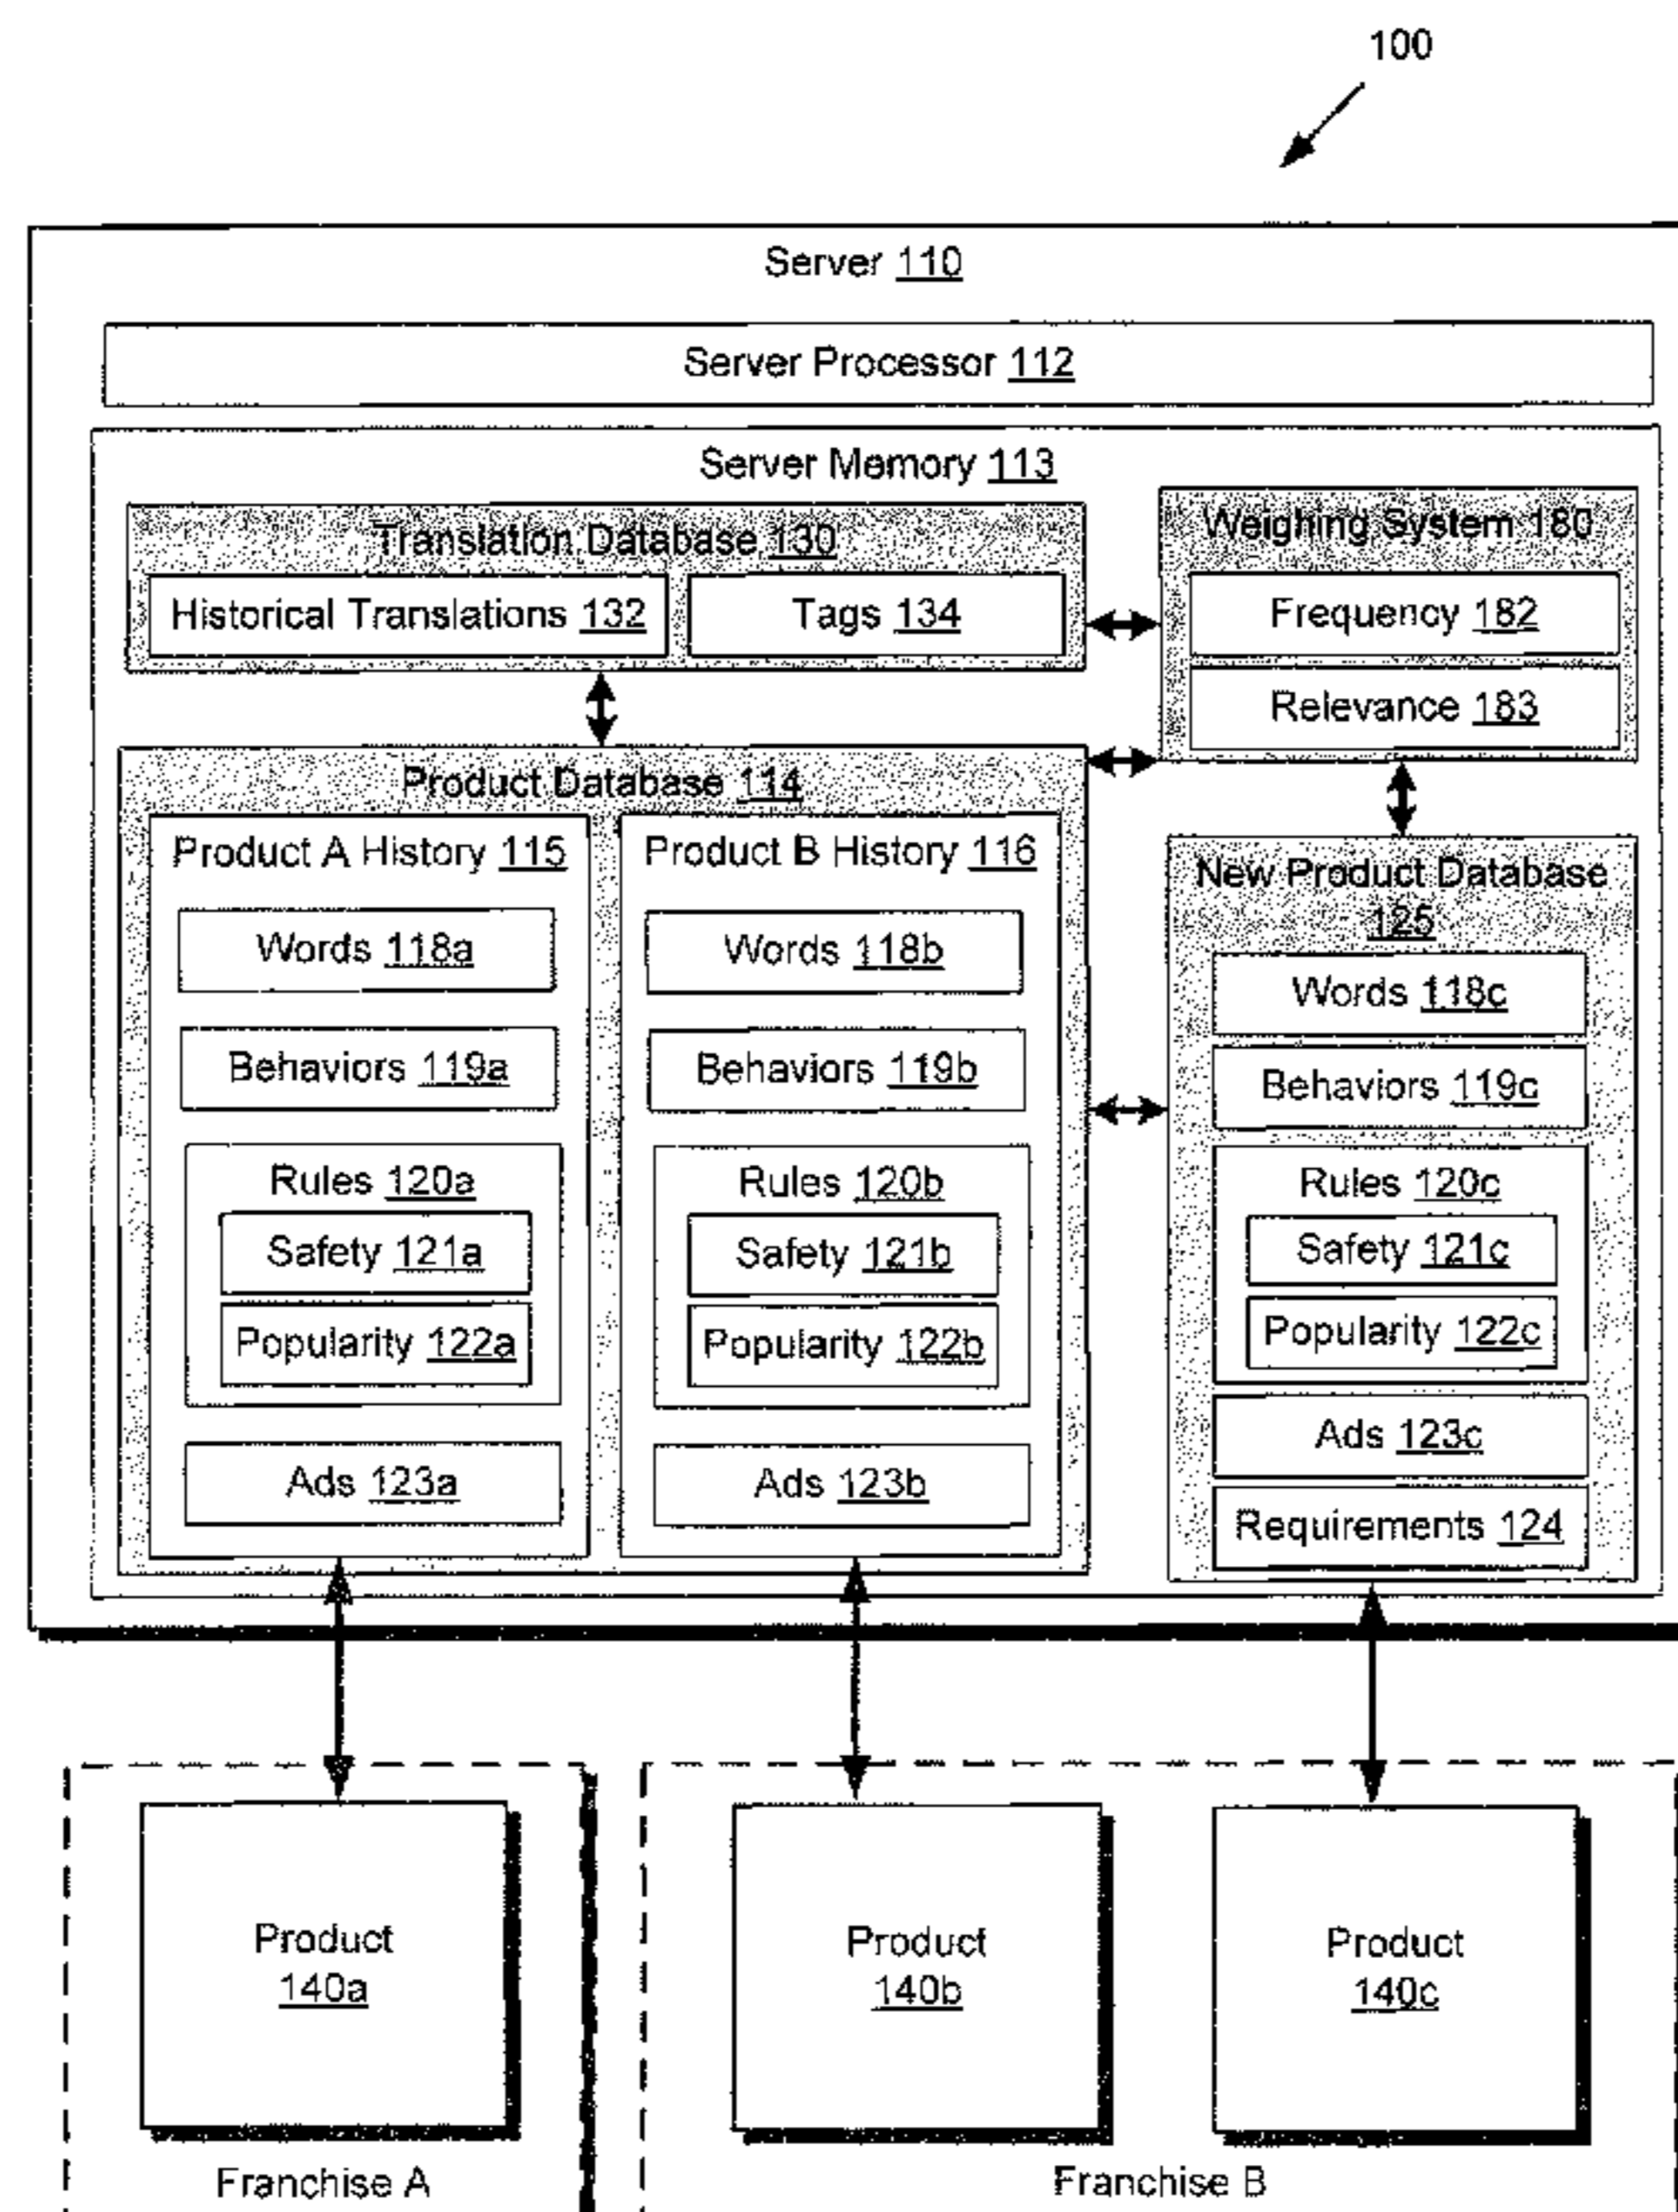 100
Server 110
Server Processor 112
Server Memory 113
Translation Database 130
Historical Translations 132
Tags 134
Weighing System 180
Frequency 182
Relevance 183
Product Database 114
Product A History 115
Words 118a
Behaviors 119a
Rules 120a
Safety 121a
Popularity 122a
Ads 123a
Product B History 116
Words 118b
Behaviors 119b
Rules 120b
Safety 121b
Popularity 122b
Ads 123b
New Product Database
125
Words 118c
Behaviors 119c
Rules 120c
Safety 121c
Popularity 122c
Ads 123c
Requirements 124
Product
140a
Franchise A
Product
140b
Product
140c
Franchise B